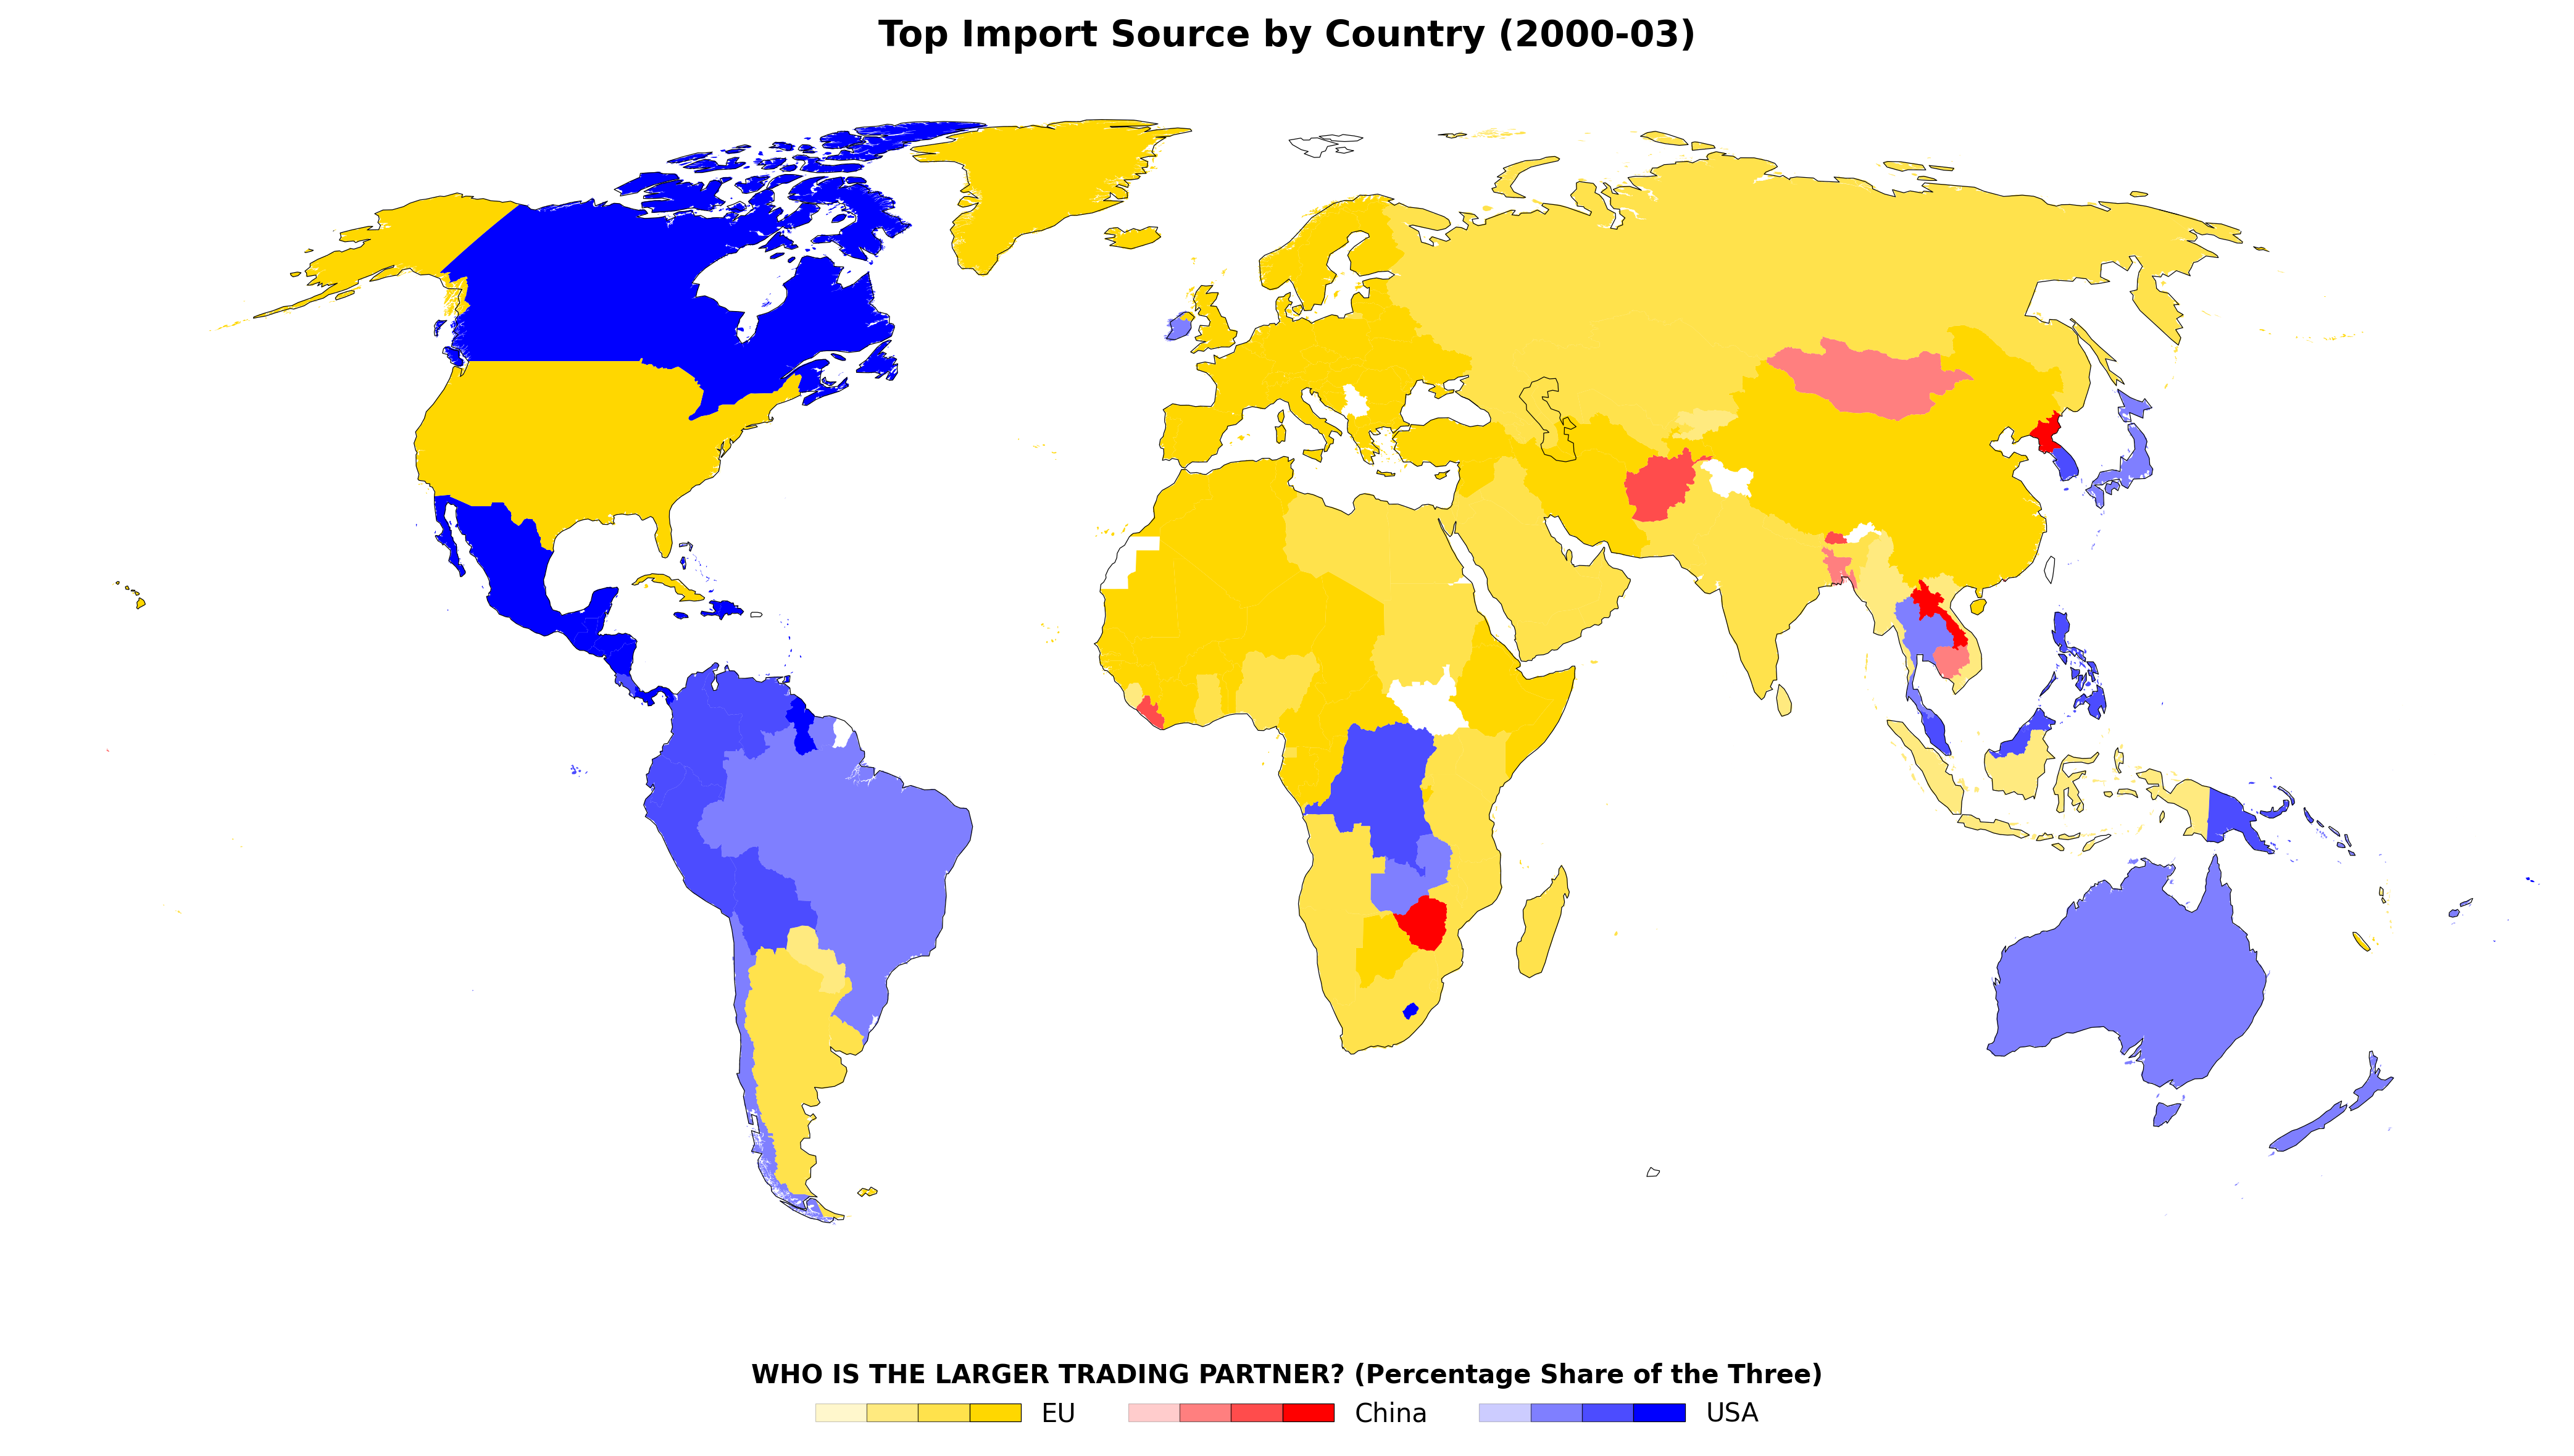 Top Import Source by Country (2000-03)
WHO IS THE LARGER TRADING PARTNER? (Percentage Share of the Three)
EU China USA